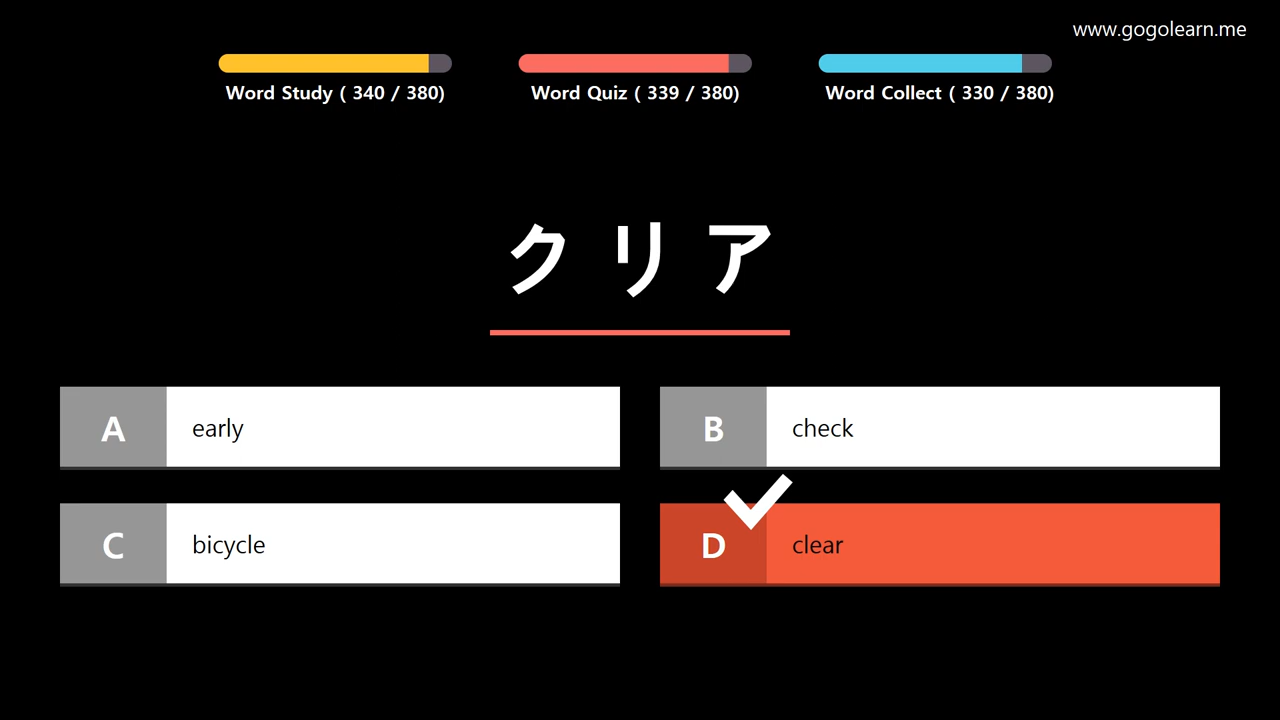 www.gogolearn.me
Word Study ( 340 / 380)
Word Quiz ( 339 / 380)
Word Collect ( 330 / 380)
クリア
A early
B check
C bicycle
D clear